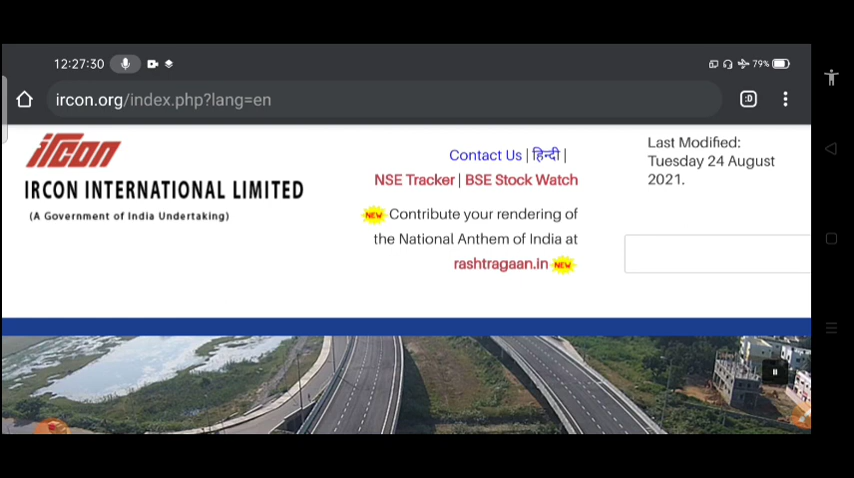 12:27:30
79%
ircon.org/index.php?lang=en
:D
ircon
IRCON INTERNATIONAL LIMITED
(A Government of India Undertaking)
Contact Us | हिन्दी |
NSE Tracker | BSE Stock Watch
NEW Contribute your rendering of
the National Anthem of India at
rashtragaan.in NEW
Last Modified:
Tuesday 24 August
2021.